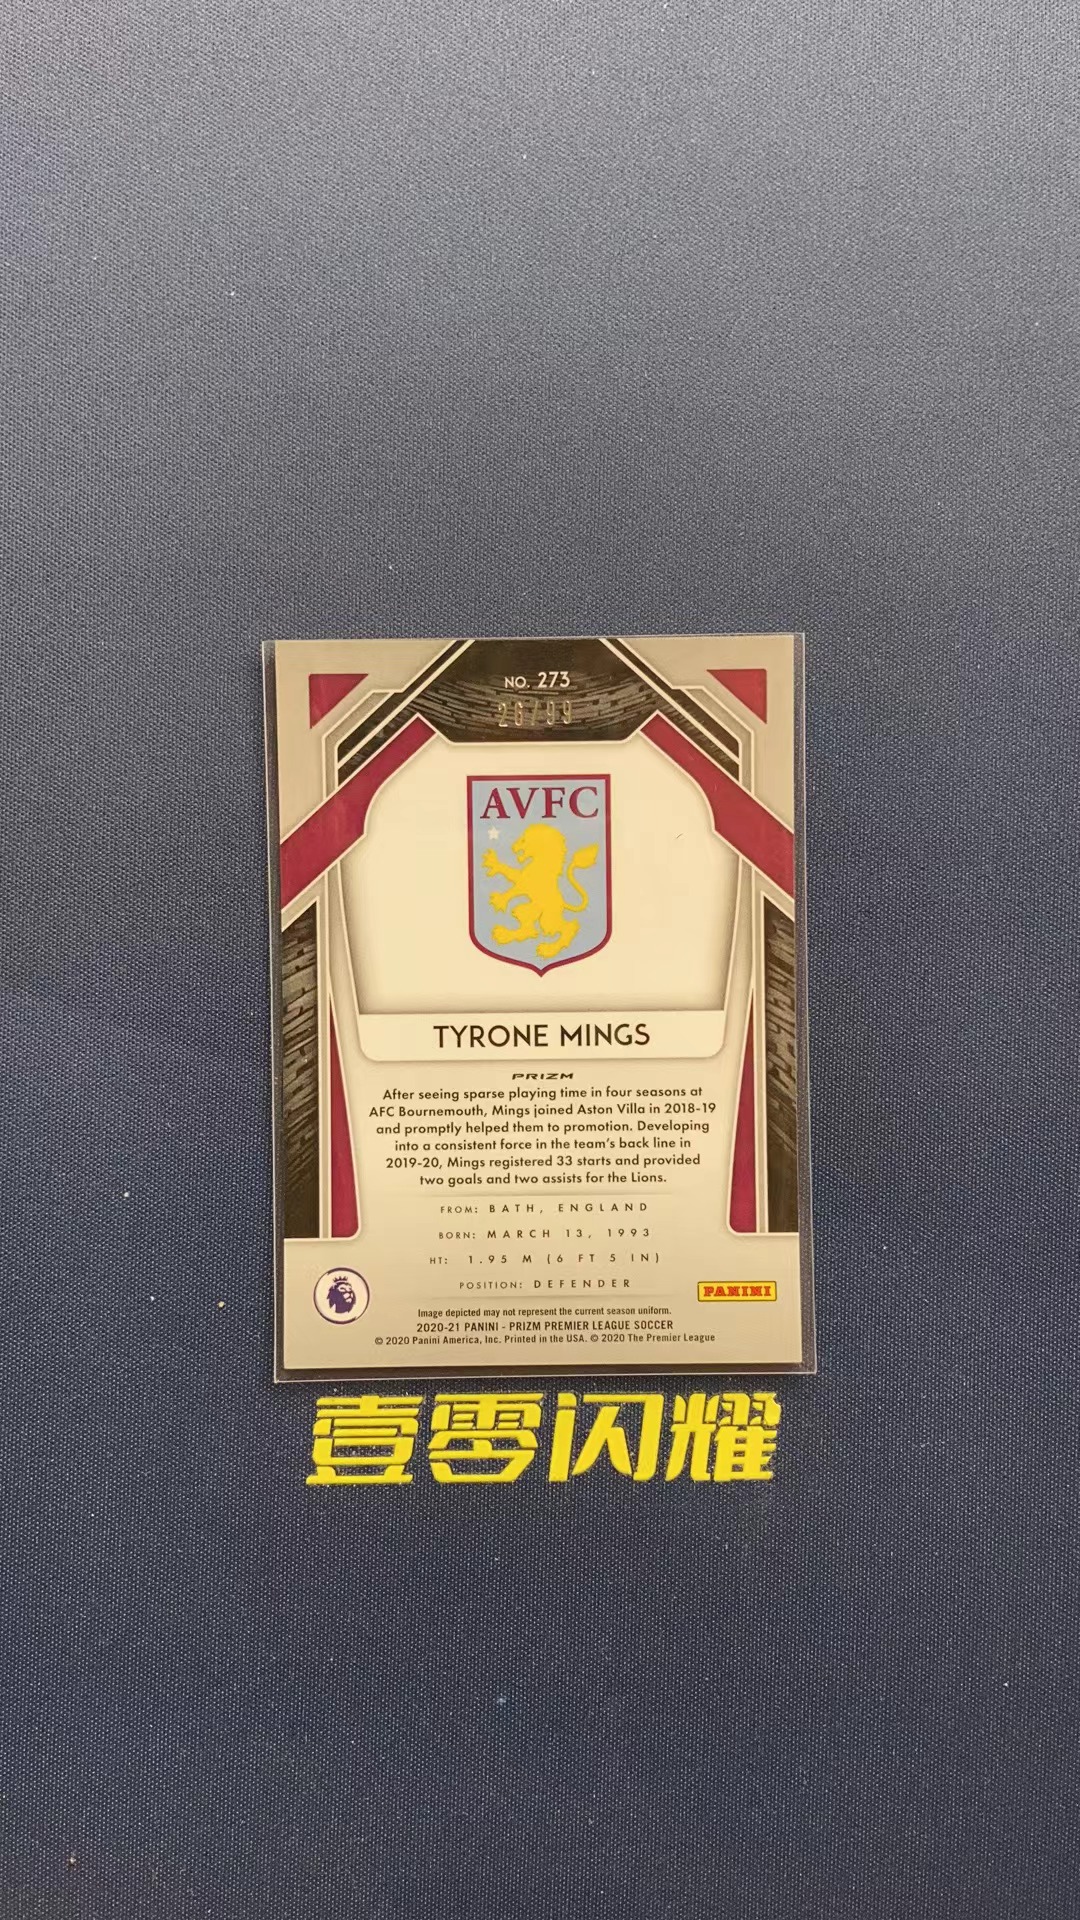 NO. 273
26/99
AVFC
TYRONE MINGS
PRIZM
After seeing sparse playing time in four seasons at
AFC Bournemouth, Mings joined Aston Villa in 2018-19
and promptly helped them to promotion. Developing
into a consistent force in the team's back line in
2019-20, Mings registered 33 starts and provided
two goals and two assists for the Lions.
FROM: BATH, ENGLAND
BORN: MARCH 13, 1993
HT: 1.95 M (6 FT 5 IN)
POSITION: DEFENDER
PANINI
Image depicted may not represent the current season uniform.
2020-21 PANINI - PRIZM PREMIER LEAGUE SOCCER
© 2020 Panini America, Inc. Printed in the USA. © 2020 The Premier League
壹零闪耀